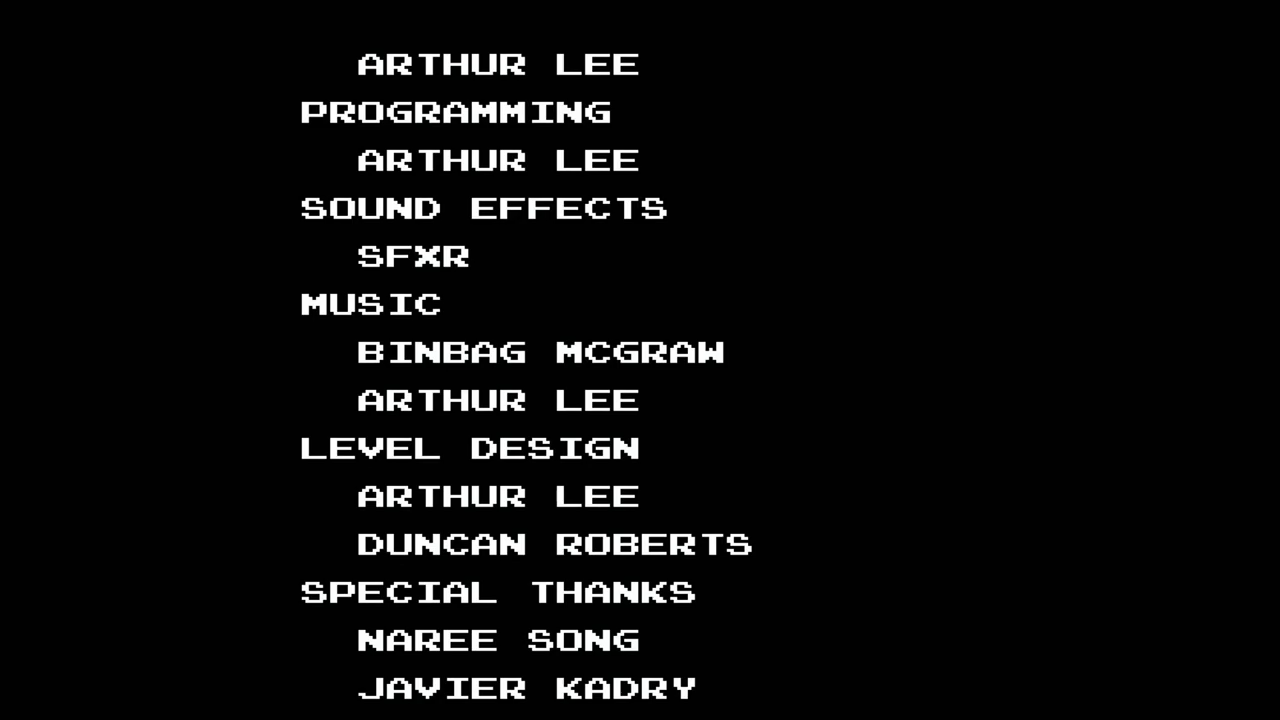 ARTHUR LEE
PROGRAMMING
ARTHUR LEE
SOUND EFFECTS
SFXR
MUSIC
BINBAG MCGRAW
ARTHUR LEE
LEVEL DESIGN
ARTHUR LEE
DUNCAN ROBERTS
SPECIAL THANKS
NAREE SONG
JAVIER KADRY